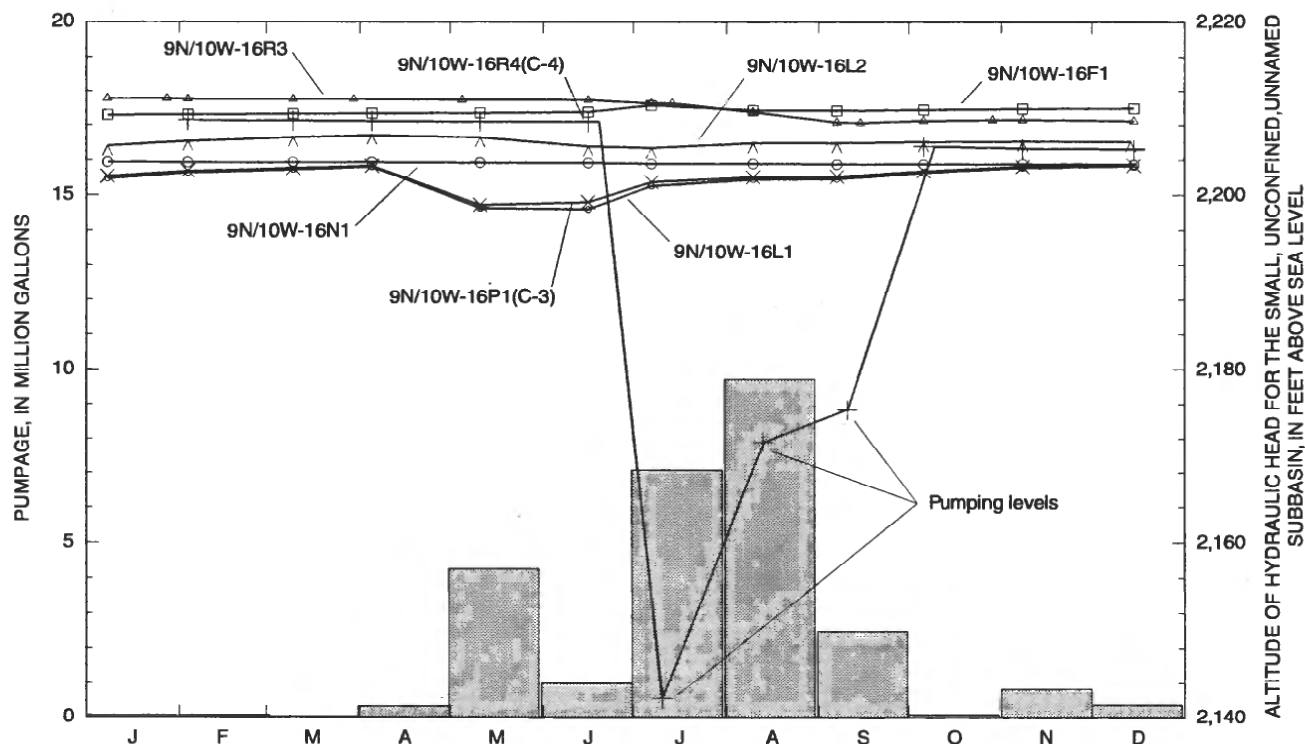 PUMPAGE, IN MILLION GALLONS
20
15
10
5
0
9N/10W-16R3
9N/10W-16R4(C-4)
9N/10W-16L2
9N/10W-16F1
9N/10W-16N1
9N/10W-16L1
9N/10W-16P1(C-3)
Pumping levels
J F M A M J J A S O N D
2,220
2,200
2,180
2,160
2,140
ALTITUDE OF HYDRAULIC HEAD FOR THE SMALL, UNCONFINED, UNNAMED
SUBBASIN, IN FEET ABOVE SEA LEVEL